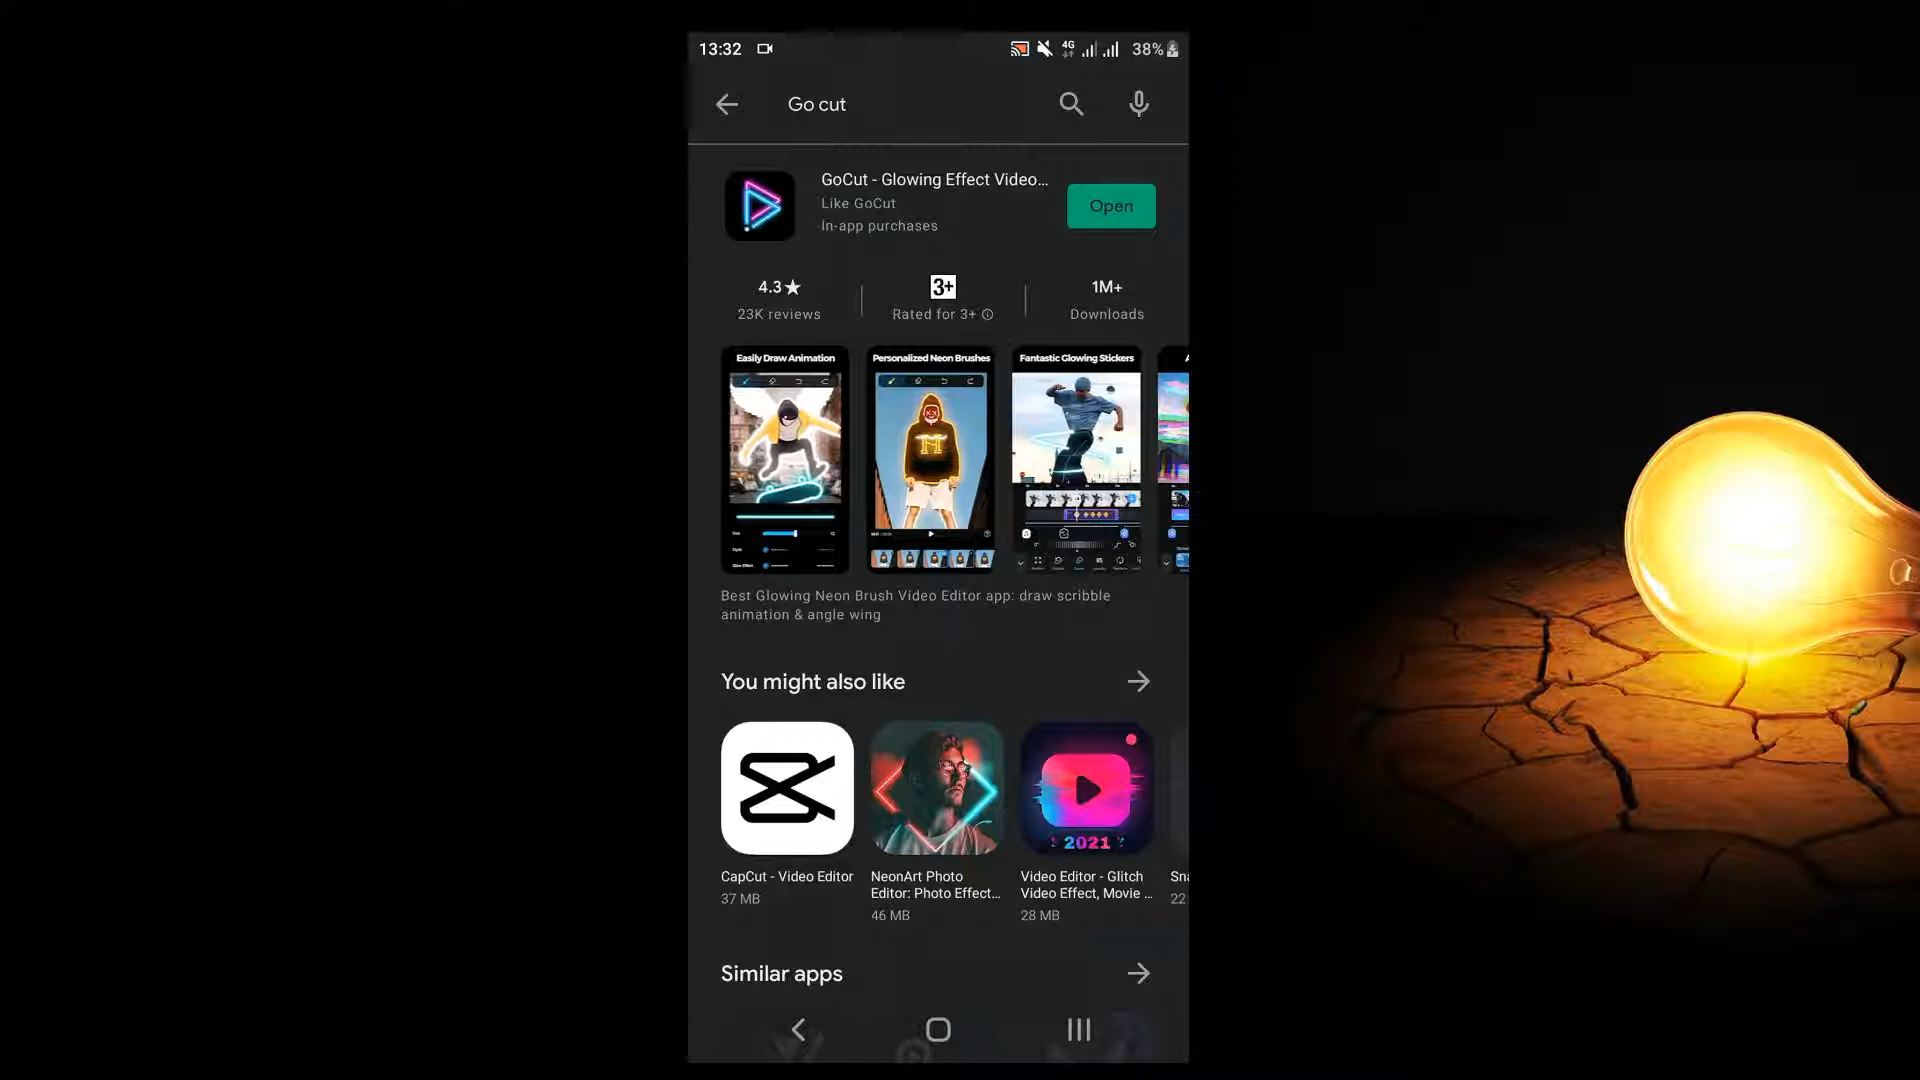 13:32
4G
38%
Go cut
GoCut - Glowing Effect Video...
Like GoCut
In-app purchases
Open
4.3★
23K reviews
3+
Rated for 3+
1M+
Downloads
Easily Draw Animation
Personalized Neon Brushes
Fantastic Glowing Stickers
A
Best Glowing Neon Brush Video Editor app: draw scribble
animation & angle wing
You might also like
2021
CapCut - Video Editor
37 MB
NeonArt Photo
Editor: Photo Effect...
46 MB
Video Editor - Glitch
Video Effect, Movie ...
28 MB
Sna
22
Similar apps